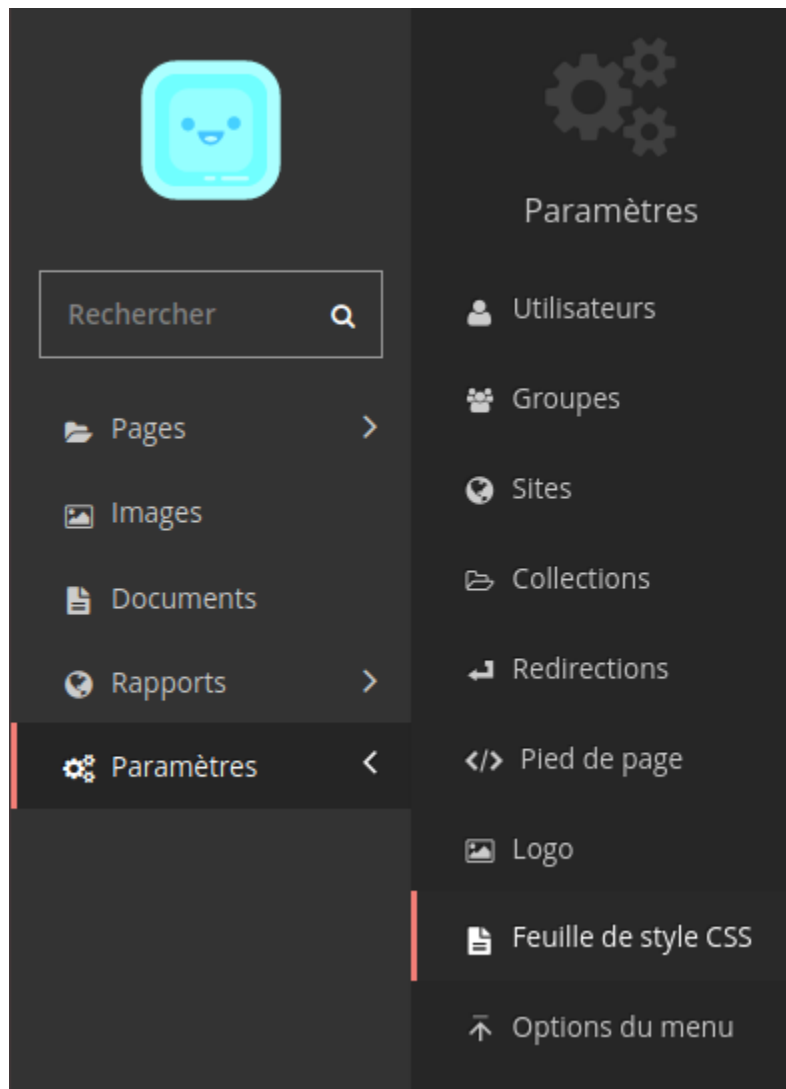 Rechercher
Pages
Images
Documents
Rapports
Paramètres
Paramètres
Utilisateurs
Groupes
Sites
Collections
Redirections
Pied de page
Logo
Feuille de style CSS
Options du menu